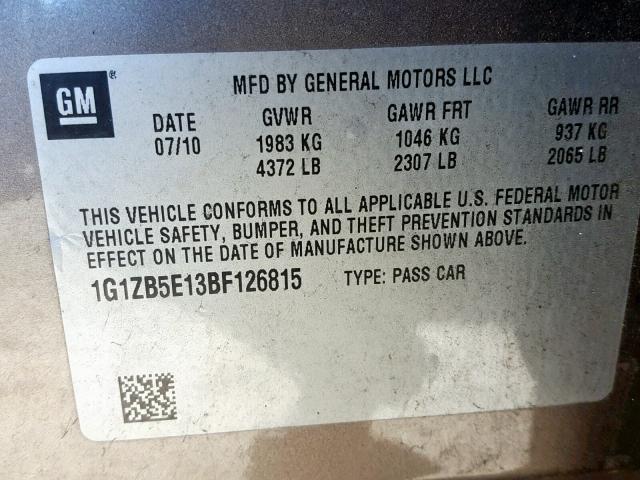 GM®
MFD BY GENERAL MOTORS LLC
DATE GVWR GAWR FRT GAWR RR
07/10 1983 KG 1046 KG 937 KG
4372 LB 2307 LB 2065 LB
THIS VEHICLE CONFORMS TO ALL APPLICABLE U.S. FEDERAL MOTOR
VEHICLE SAFETY, BUMPER, AND THEFT PREVENTION STANDARDS IN
EFFECT ON THE DATE OF MANUFACTURE SHOWN ABOVE.
1G1ZB5E13BF126815 TYPE: PASS CAR